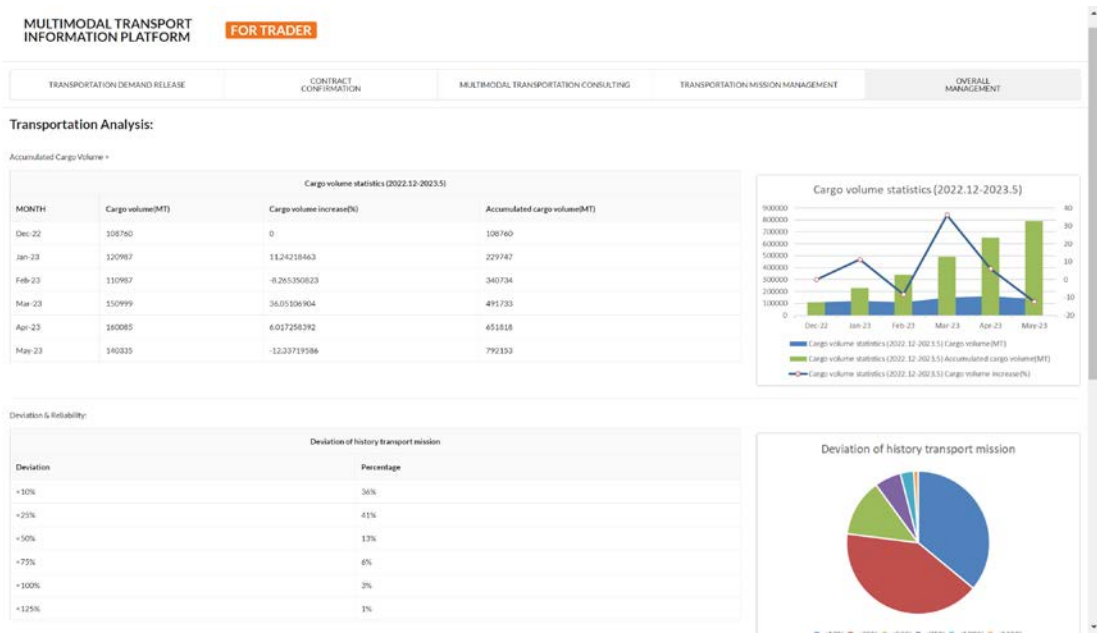 MULTIMODAL TRANSPORT
INFORMATION PLATFORM
FOR TRADER
TRANSPORTATION DEMAND RELEASE
CONTRACT
CONFIRMATION
MULTIMODAL TRANSPORTATION CONSULTING
TRANSPORTATION MISSION MANAGEMENT
OVERALL
MANAGEMENT
Transportation Analysis:
Accumulated Cargo Volume
Cargo volume statistics (2022.12-2023.5)
MONTH Cargo volume(MT) Cargo volume increase(%) Accumulated cargo volume(MT)
Dec-22 108760 0 108760
Jan-23 120987 11.24218463 229747
Feb-23 110987 -8.265350823 340734
Mar-23 150999 36.05106904 491733
Apr-23 160085 6.017258392 651818
May-23 140335 -12.33719586 792153
Cargo volume statistics (2022.12-2023.5)
900000 40
800000
700000 30
600000 20
500000 10
400000
300000 0
200000 -10
100000
0 -20
Dec-22 Jan-23 Feb-23 Mar-23 Apr-23 May-23
Cargo volume statistics (2022.12-2023.5) Cargo volume(MT)
Cargo volume statistics (2022.12-2023.5) Accumulated cargo volume(MT)
Cargo volume statistics (2022.12-2023.5) Cargo volume increase(%)
Deviation & Reliability:
Deviation of history transport mission
Deviation Percentage
<10% 36%
<25% 41%
<50% 13%
<75% 6%
<100% 3%
<125% 1%
Deviation of history transport mission